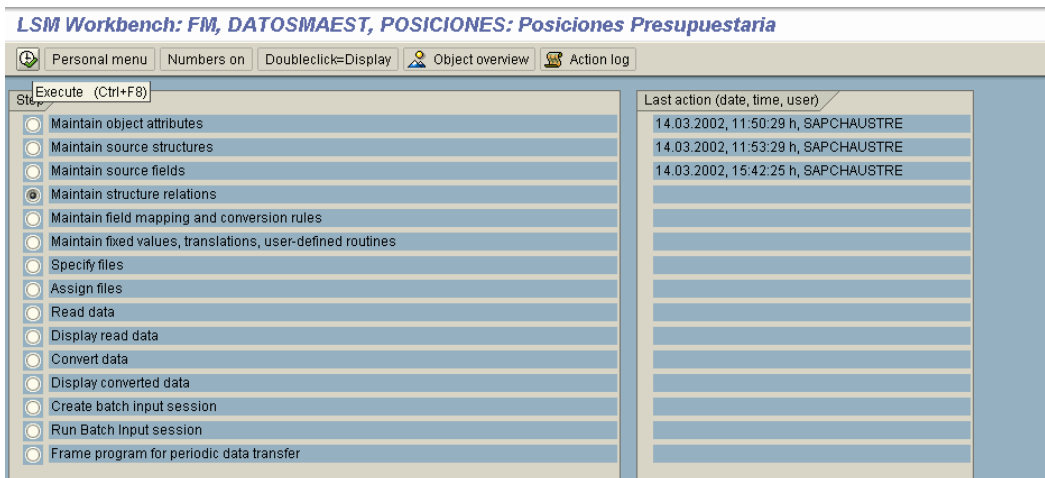 LSM Workbench: FM, DATOSMAEST, POSICIONES: Posiciones Presupuestaria
Personal menu Numbers on Doubleclick=Display Object overview Action log
Execute (Ctrl+F8)
Last action (date, time, user)
Maintain object attributes 14.03.2002, 11:50:29 h, SAPCHAUSTRE
Maintain source structures 14.03.2002, 11:53:29 h, SAPCHAUSTRE
Maintain source fields 14.03.2002, 15:42:25 h, SAPCHAUSTRE
Maintain structure relations
Maintain field mapping and conversion rules
Maintain fixed values, translations, user-defined routines
Specify files
Assign files
Read data
Display read data
Convert data
Display converted data
Create batch input session
Run Batch Input session
Frame program for periodic data transfer